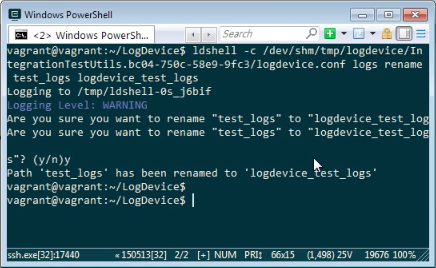 Windows PowerShell
<2> Windows PowerShell...
Search
vagrant@vagrant:~/LogDevice$ ldshell -c /dev/shm/tmp/logdevice/In
tegrationTestUtils.bc04-750c-58e9-9fc3/logdevice.conf logs rename
test_logs logdevice_test_logs
Logging to /tmp/ldshell-0s_j6bif
Logging Level: WARNING
Are you sure you want to rename "test_logs" to "logdevice_test_log
Are you sure you want to rename "test_logs" to "logdevice_test_log
s"? (y/n)y
Path 'test_logs' has been renamed to 'logdevice_test_logs'
vagrant@vagrant:~/LogDevice$
vagrant@vagrant:~/LogDevice$
ssh.exe[32]:17440 « 150513[32] 2/2 [+] NUM PRI↕ 66x15 (1,498) 25V 19676 100%